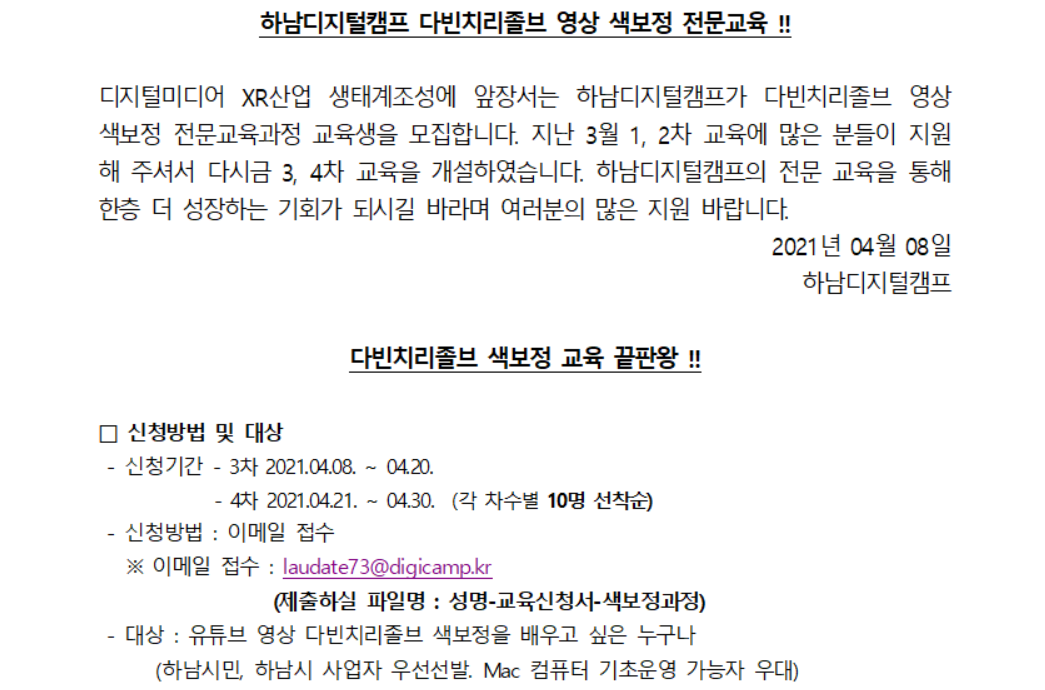 하남디지털캠프 다빈치리졸브 영상 색보정 전문교육 !!
디지털미디어 XR산업 생태계조성에 앞장서는 하남디지털캠프가 다빈치리졸브 영상
색보정 전문교육과정 교육생을 모집합니다. 지난 3월 1, 2차 교육에 많은 분들이 지원
해 주셔서 다시금 3, 4차 교육을 개설하였습니다. 하남디지털캠프의 전문 교육을 통해
한층 더 성장하는 기회가 되시길 바라며 여러분의 많은 지원 바랍니다.
2021년 04월 08일
하남디지털캠프
다빈치리졸브 색보정 교육 끝판왕 !!
□ 신청방법 및 대상
- 신청기간 - 3차 2021.04.08. ~ 04.20.
- 4차 2021.04.21. ~ 04.30. (각 차수별 10명 선착순)
- 신청방법 : 이메일 접수
※ 이메일 접수 : laudate73@digicamp.kr
(제출하실 파일명 : 성명-교육신청서-색보정과정)
- 대상 : 유튜브 영상 다빈치리졸브 색보정을 배우고 싶은 누구나
(하남시민, 하남시 사업자 우선선발. Mac 컴퓨터 기초운영 가능자 우대)